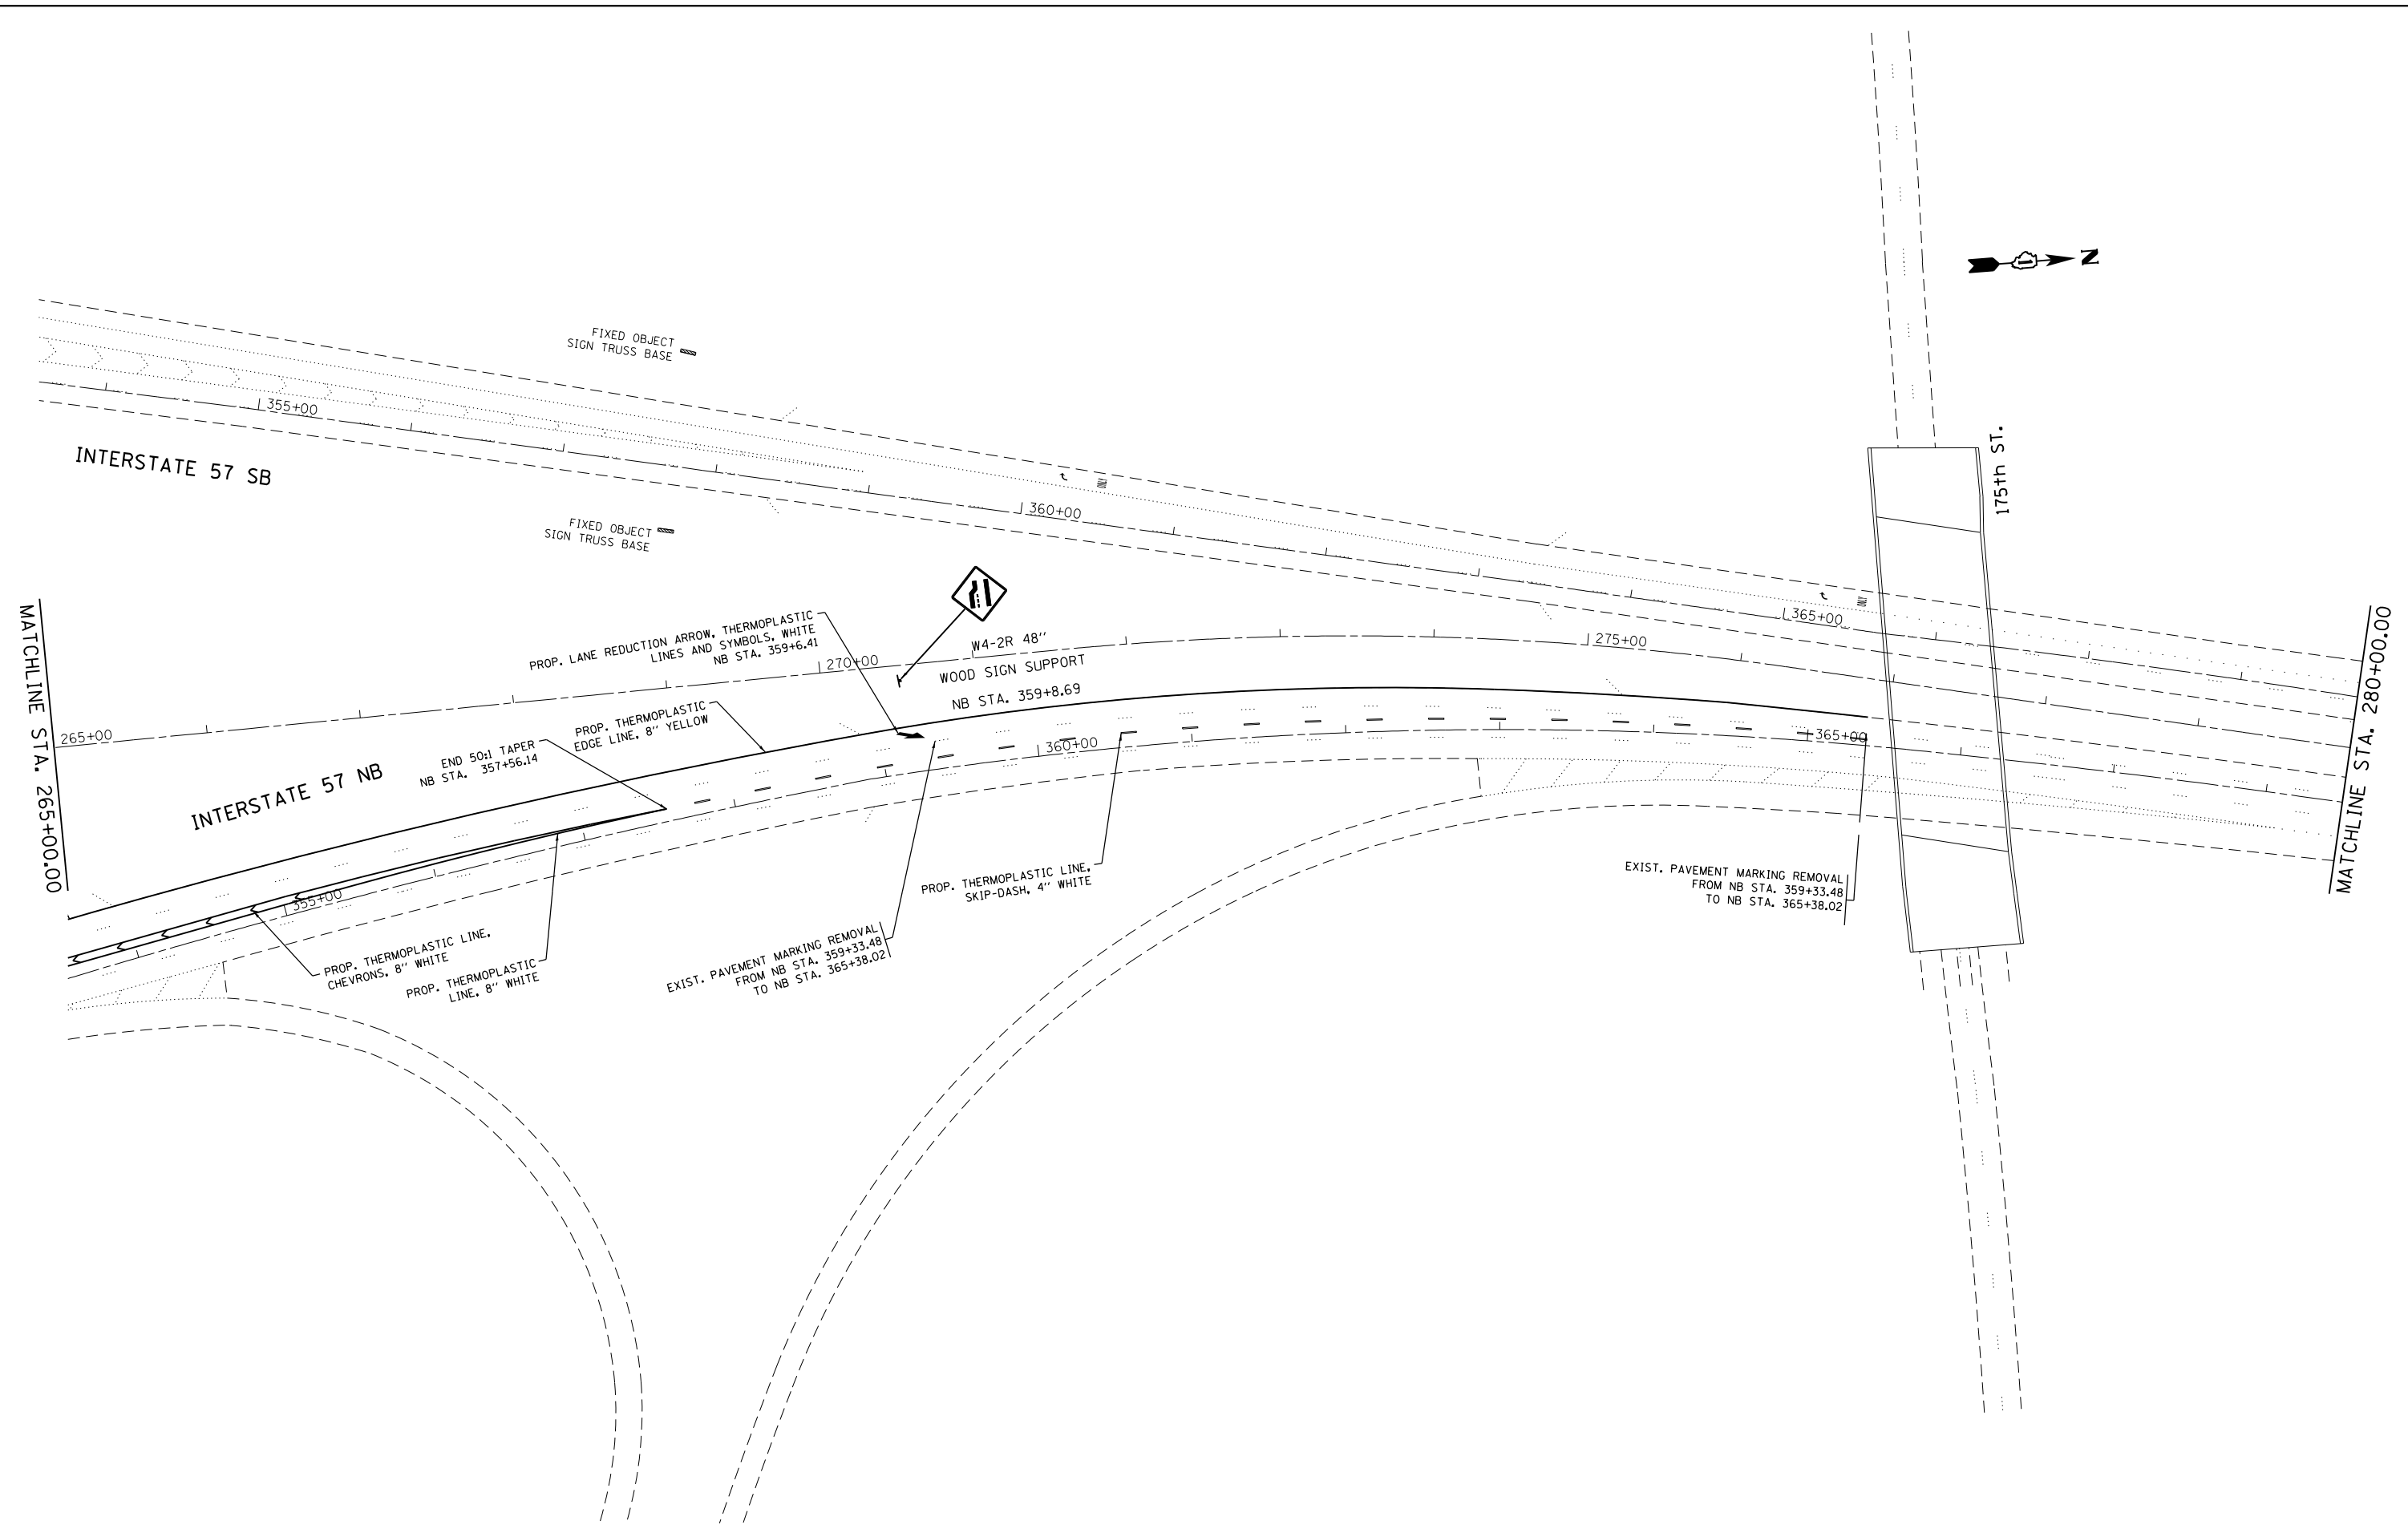 N
175th ST.
FIXED OBJECT
SIGN TRUSS BASE
355+00
INTERSTATE 57 SB
360+00
FIXED OBJECT
SIGN TRUSS BASE
365+00
MATCHLINE STA. 265+00.00
MATCHLINE STA. 280+00.00
PROP. LANE REDUCTION ARROW, THERMOPLASTIC
LINES AND SYMBOLS, WHITE
NB STA. 359+6.41
W4-2R 48"
WOOD SIGN SUPPORT
NB STA. 359+8.69
265+00
270+00
275+00
PROP. THERMOPLASTIC
EDGE LINE, 8" YELLOW
END 50:1 TAPER
NB STA. 357+56.14
INTERSTATE 57 NB
355+00
360+00
365+00
PROP. THERMOPLASTIC LINE,
CHEVRONS, 8" WHITE
PROP. THERMOPLASTIC
LINE, 8" WHITE
EXIST. PAVEMENT MARKING REMOVAL
FROM NB STA. 359+33.48
TO NB STA. 365+38.02
PROP. THERMOPLASTIC LINE,
SKIP-DASH, 4" WHITE
EXIST. PAVEMENT MARKING REMOVAL
FROM NB STA. 359+33.48
TO NB STA. 365+38.02